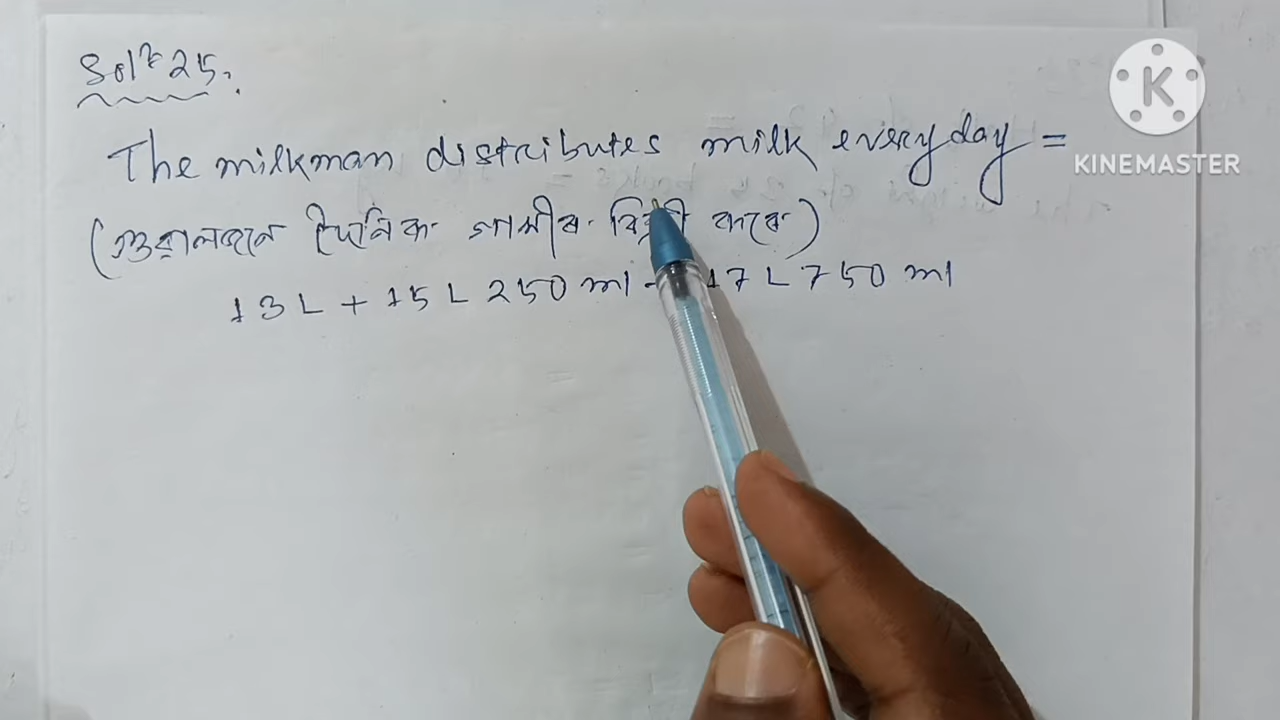 Solⁿ 25.
The milkman distributes milk everyday =
(গুৱালজনে দৈনিক গাখীৰ বিক্ৰী কৰে)
13 L + 15 L 250 ml + 17 L 750 ml
KINEMASTER